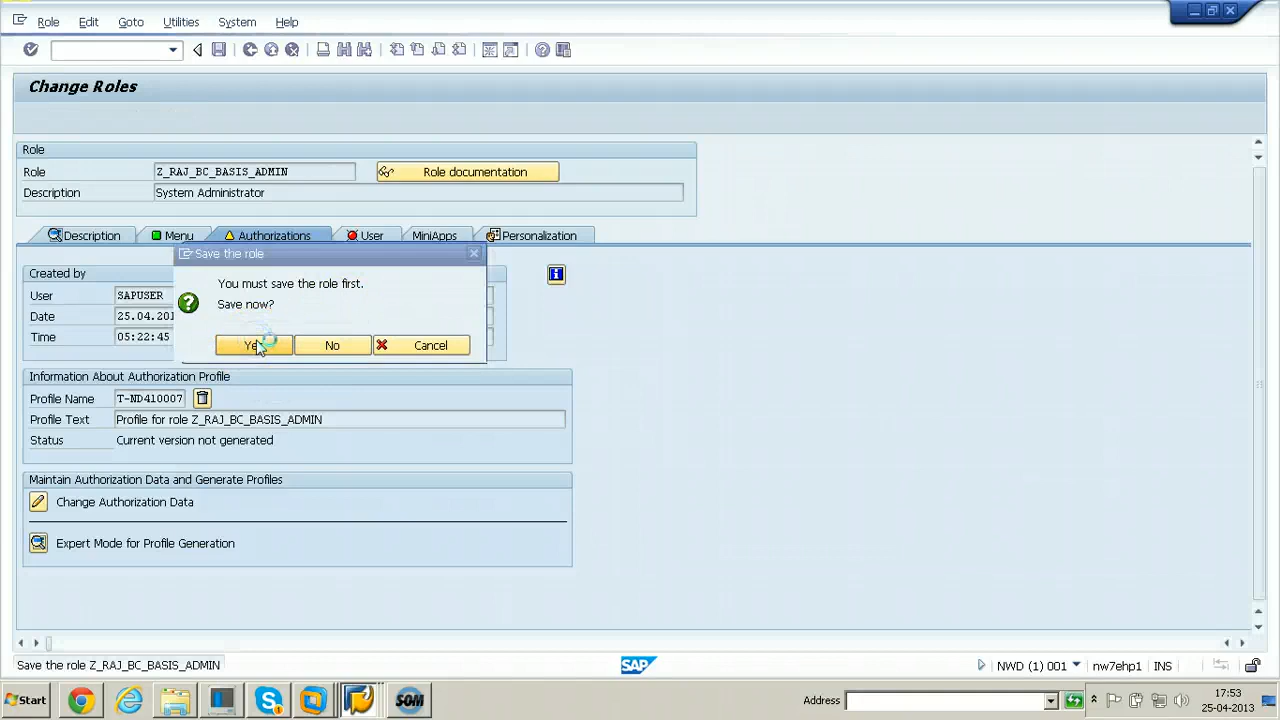 Role Edit Goto Utilities System Help
Change Roles
Role
Role Z_RAJ_BC_BASIS_ADMIN Role documentation
Description System Administrator
Description Menu Authorizations User MiniApps Personalization
Save the role
Created by
You must save the role first.
User SAPUSER
Save now?
Date 25.04.201
Time 05:22:45
Yes No Cancel
Information About Authorization Profile
Profile Name T-ND410007
Profile Text Profile for role Z_RAJ_BC_BASIS_ADMIN
Status Current version not generated
Maintain Authorization Data and Generate Profiles
Change Authorization Data
Expert Mode for Profile Generation
Save the role Z_RAJ_BC_BASIS_ADMIN SAP NWD (1) 001 nw7ehp1 INS
Start SOM Address 17:53
25-04-2013